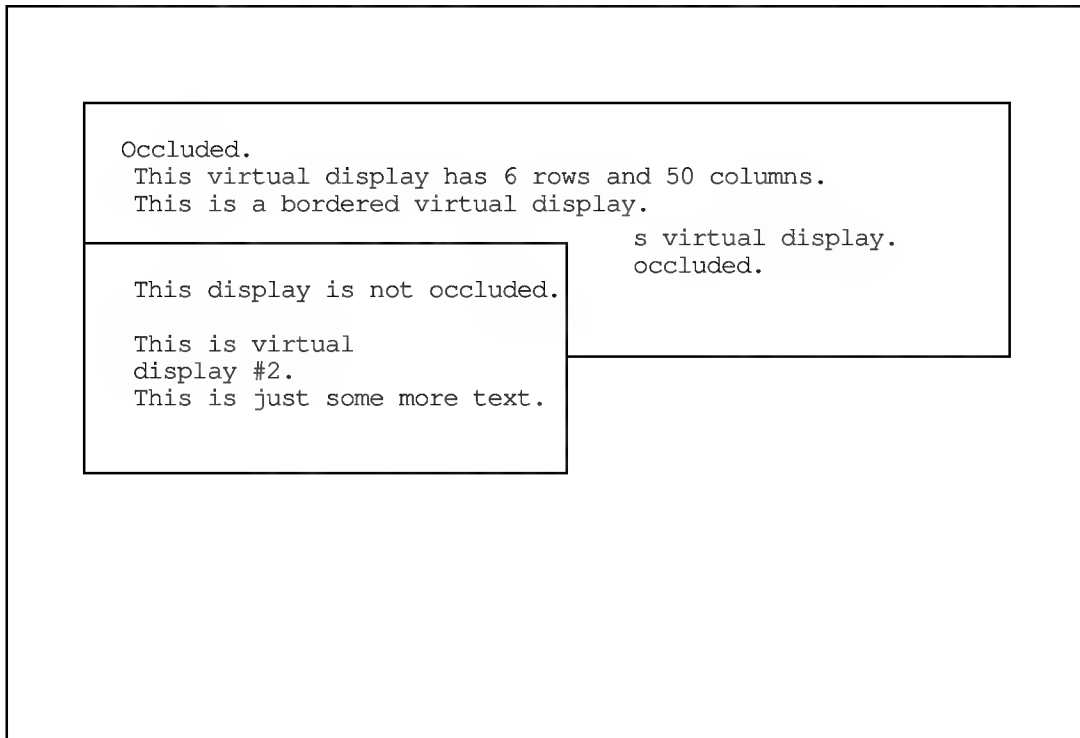 Occluded.
This virtual display has 6 rows and 50 columns.
This is a bordered virtual display.
s virtual display.
occluded.
This display is not occluded.
This is virtual
display #2.
This is just some more text.